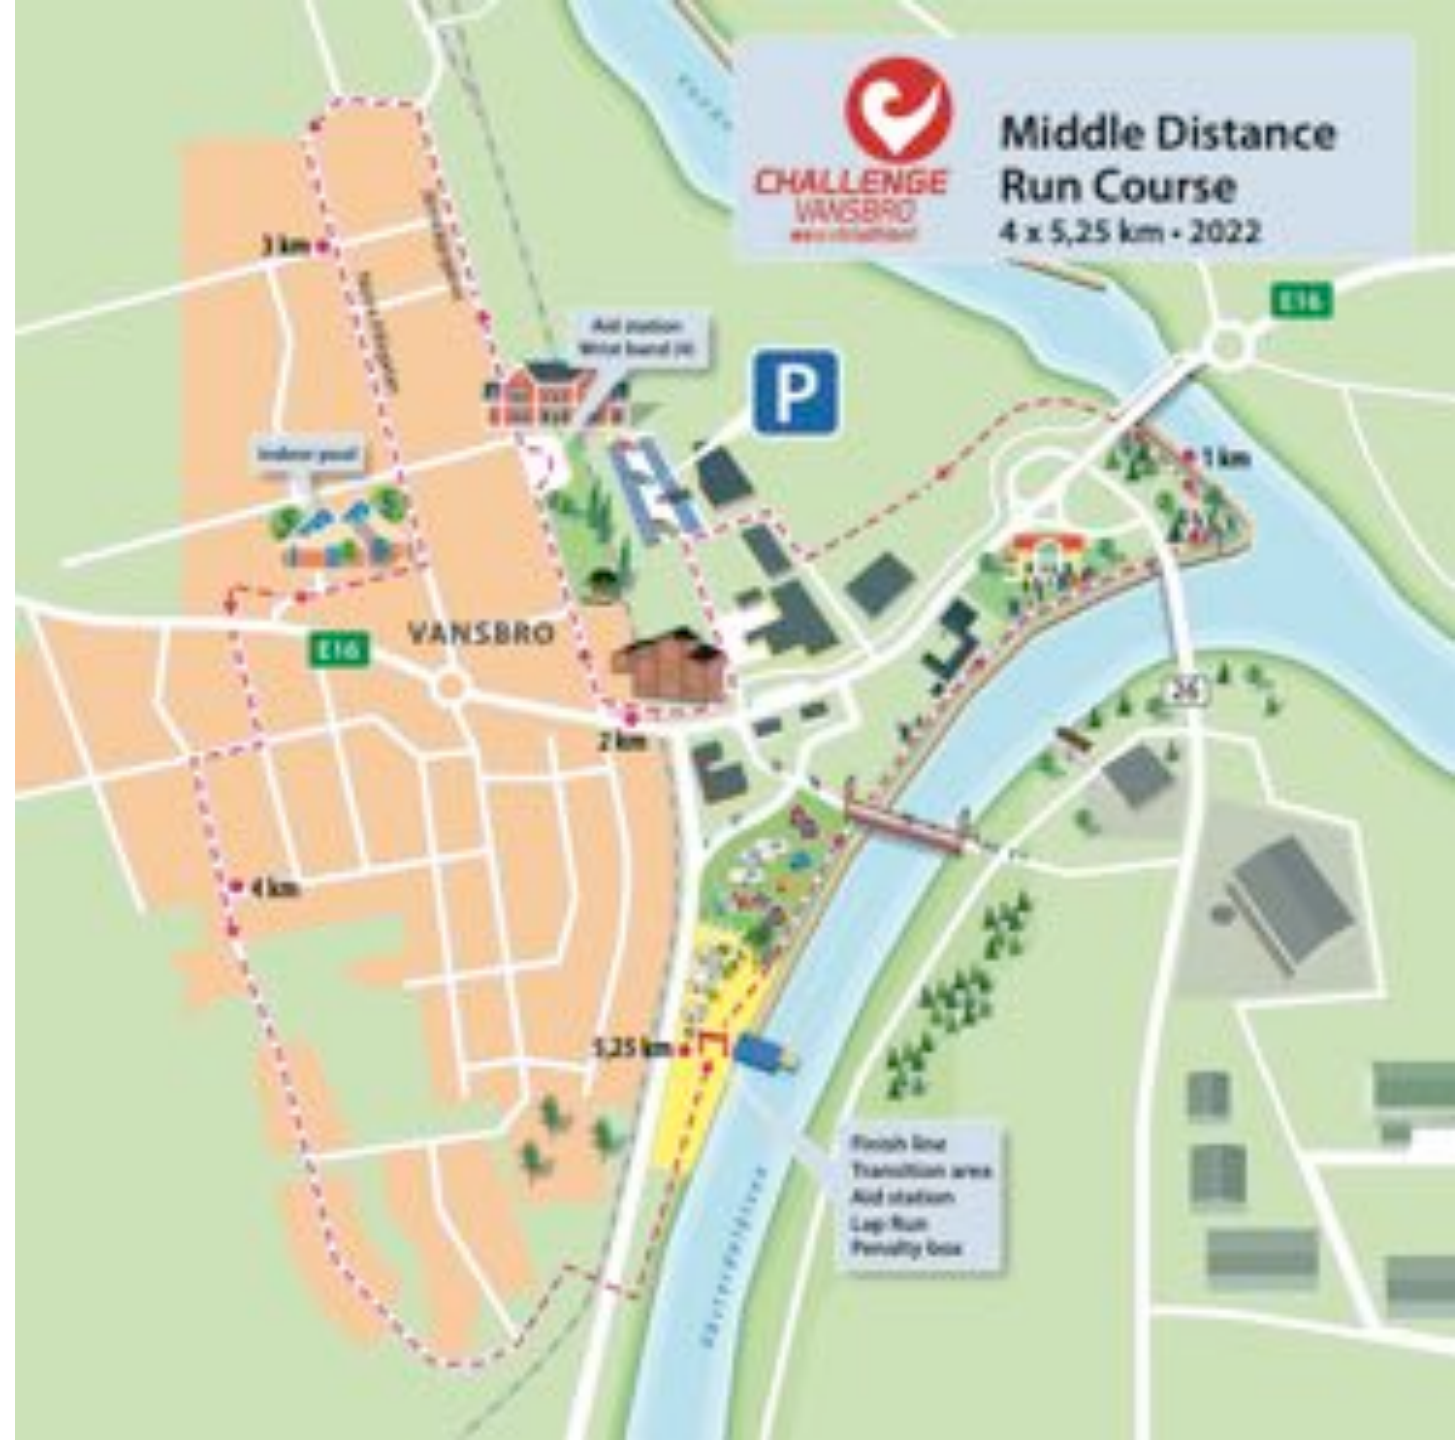 CHALLENGE
VANSBRO
Middle Distance
Run Course
4 x 5,25 km • 2022
E16
3 km
Aid station
Wrist band (4)
P
Indoor pool
1 km
E16
VANSBRO
26
2 km
4 km
5,25 km
Finish line
Transition area
Aid station
Lap Run
Penalty box